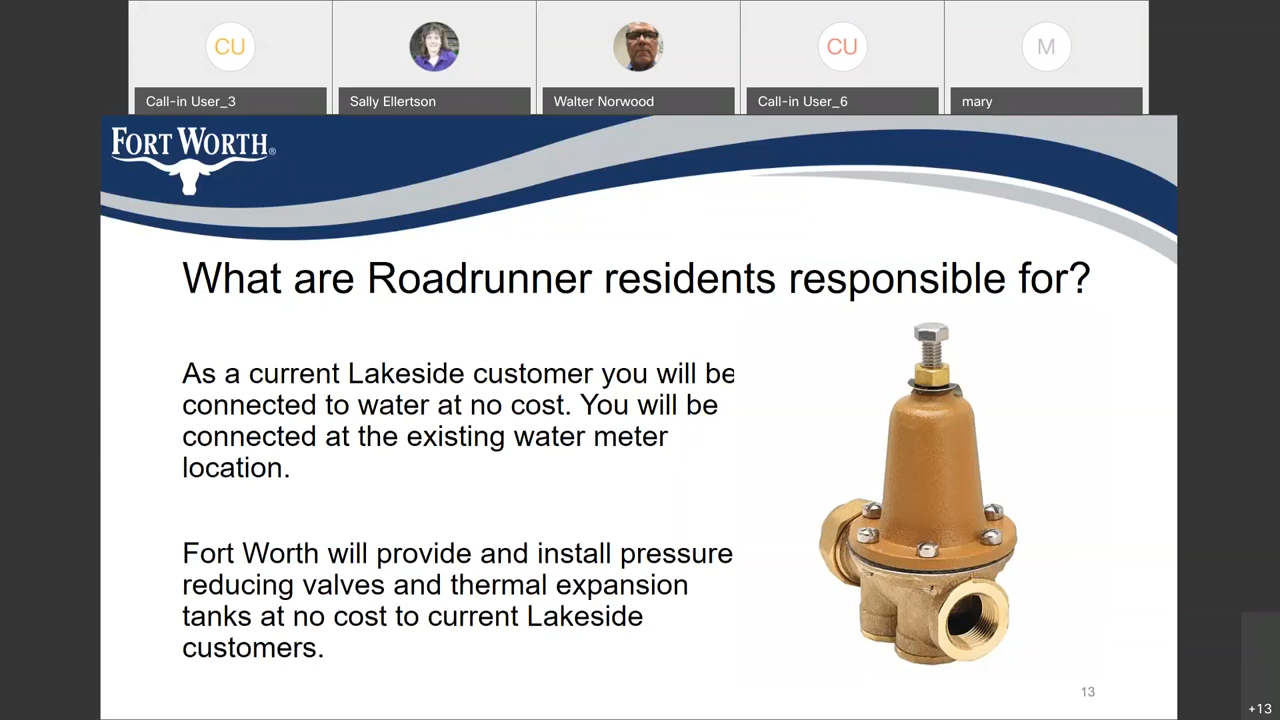 CU
CU
M
Call-in User_3
Sally Ellertson
Walter Norwood
Call-in User_6
mary
FORT WORTH®
What are Roadrunner residents responsible for?
As a current Lakeside customer you will be
connected to water at no cost. You will be
connected at the existing water meter
location.
Fort Worth will provide and install pressure
reducing valves and thermal expansion
tanks at no cost to current Lakeside
customers.
13
+13